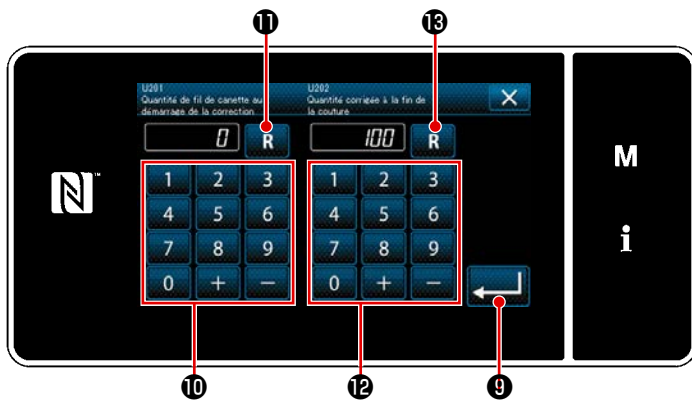 ⓫ ⓭
U201
Quantité de fil de canette au
démarrage de la correction
U202
Quantité corrigée à la fin de
la couture
0 R
100 R
1 2 3
4 5 6
7 8 9
0 + −
1 2 3
4 5 6
7 8 9
0 + −
N™
M
i
❿ ⓬ ❾